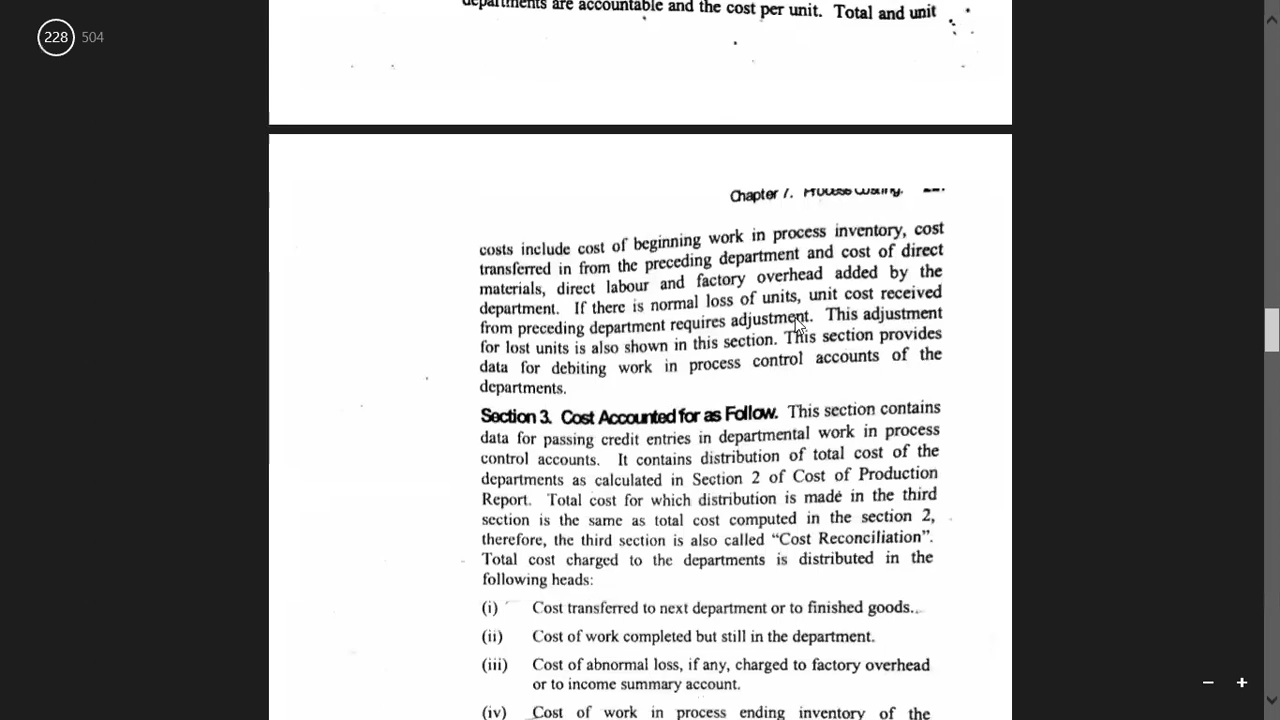 228 504
departments are accountable and the cost per unit. Total and unit
Chapter 7. Process Costing.
costs include cost of beginning work in process inventory, cost
transferred in from the preceding department and cost of direct
materials, direct labour and factory overhead added by the
department. If there is normal loss of units, unit cost received
from preceding department requires adjustment. This adjustment
for lost units is also shown in this section. This section provides
data for debiting work in process control accounts of the
departments.
Section 3. Cost Accounted for as Follow. This section contains
data for passing credit entries in departmental work in process
control accounts. It contains distribution of total cost of the
departments as calculated in Section 2 of Cost of Production
Report. Total cost for which distribution is made in the third
section is the same as total cost computed in the section 2,
therefore, the third section is also called “Cost Reconciliation”.
Total cost charged to the departments is distributed in the
following heads:
(i) Cost transferred to next department or to finished goods..
(ii) Cost of work completed but still in the department.
(iii) Cost of abnormal loss, if any, charged to factory overhead
or to income summary account.
(iv) Cost of work in process ending inventory of the